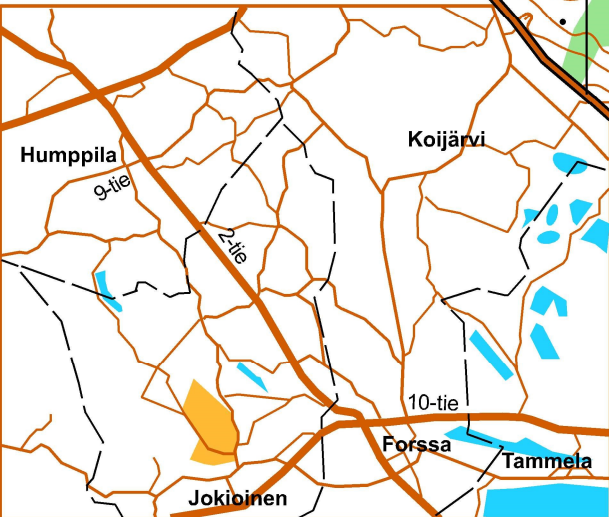 Koijärvi
Humppila
9-tie
2-tie
10-tie
Forssa
Tammela
Jokioinen